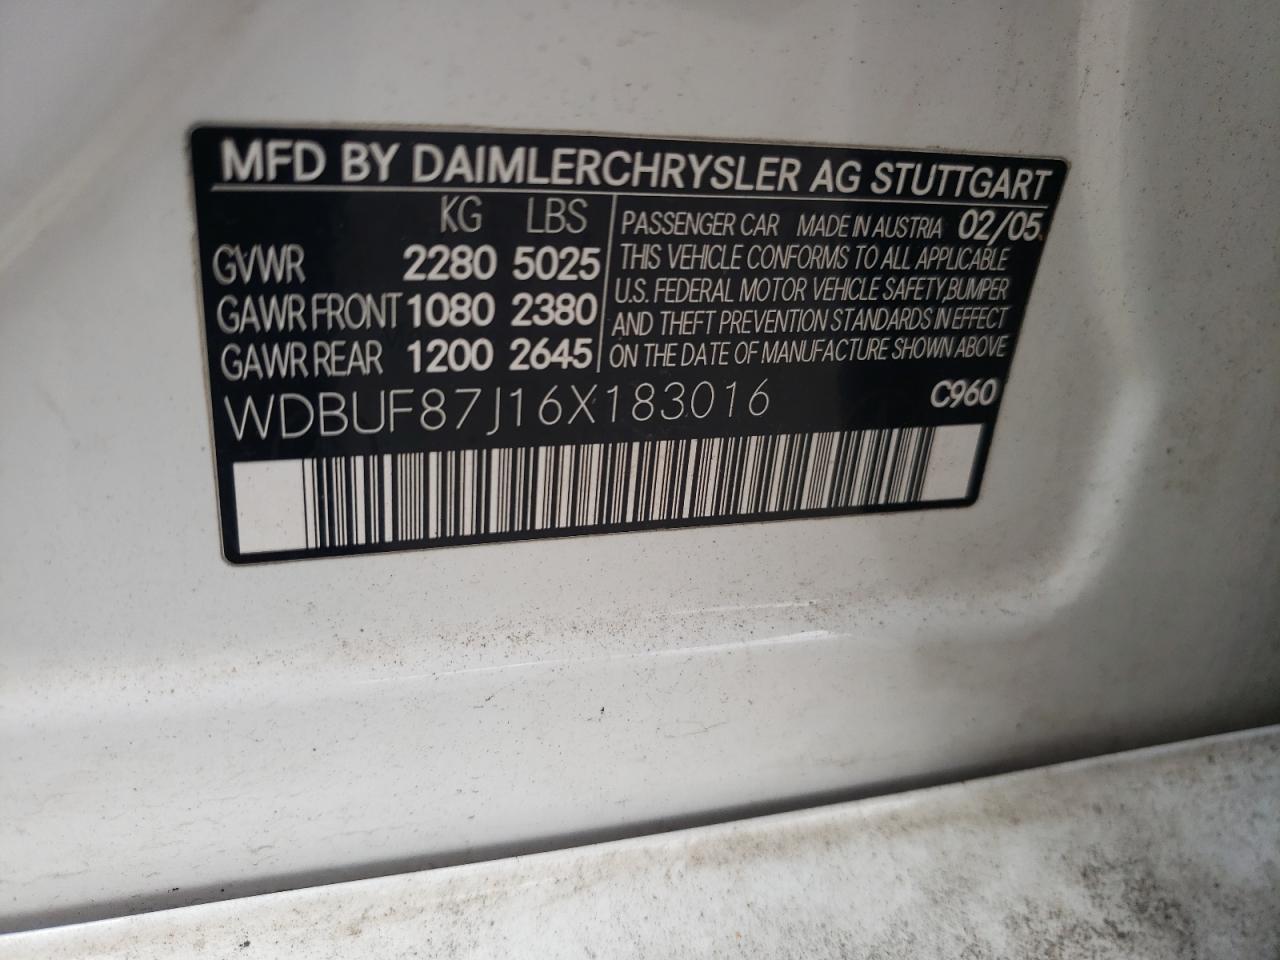 MFD BY DAIMLERCHRYSLER AG STUTTGART
KG LBS
GVWR 2280 5025
GAWR FRONT 1080 2380
GAWR REAR 1200 2645
PASSENGER CAR MADE IN AUSTRIA 02/05
THIS VEHICLE CONFORMS TO ALL APPLICABLE
U.S. FEDERAL MOTOR VEHICLE SAFETY,BUMPER
AND THEFT PREVENTION STANDARDS IN EFFECT
ON THE DATE OF MANUFACTURE SHOWN ABOVE
WDBUF87J16X183016
C960